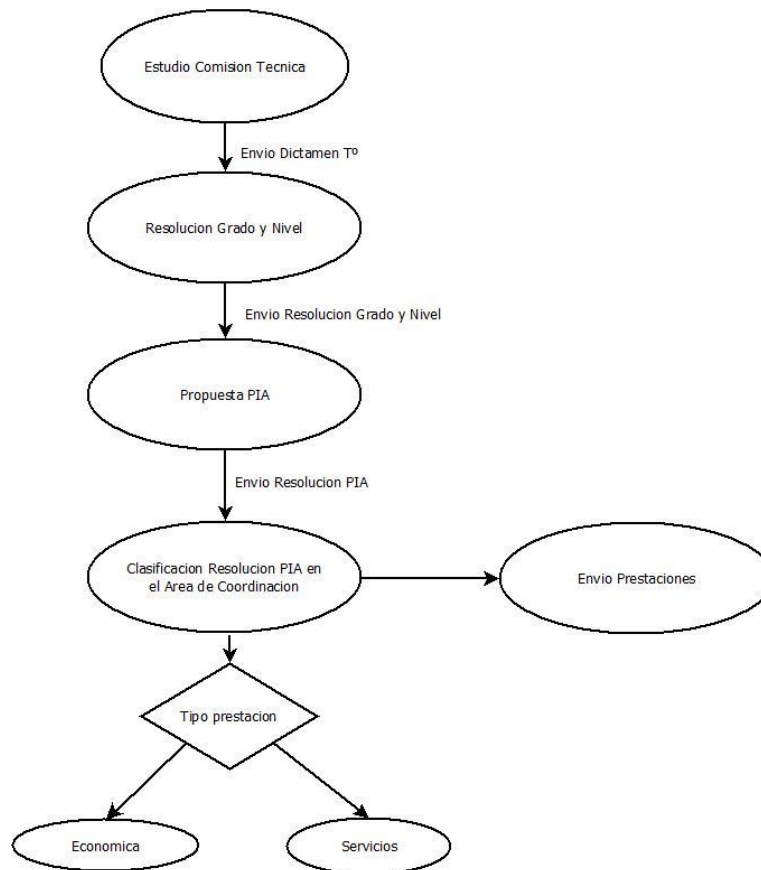 Estudio Comision Tecnica
Envio Dictamen Tº
Resolucion Grado y Nivel
Envio Resolucion Grado y Nivel
Propuesta PIA
Envio Resolucion PIA
Clasificacion Resolucion PIA en
el Area de Coordinacion
Envio Prestaciones
Tipo prestacion
Economica
Servicios